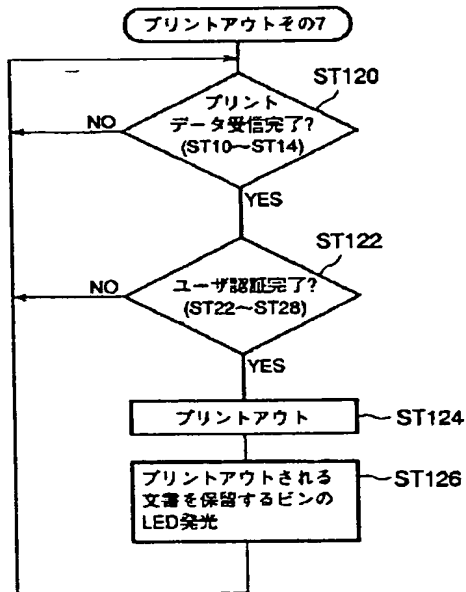 プリントアウトその7
ST120
プリント
データ受信完了?
(ST10～ST14)
NO
YES
ST122
ユーザ認証完了?
(ST22～ST28)
NO
YES
プリントアウト
ST124
プリントアウトされる
文書を保留するビンの
LED発光
ST126